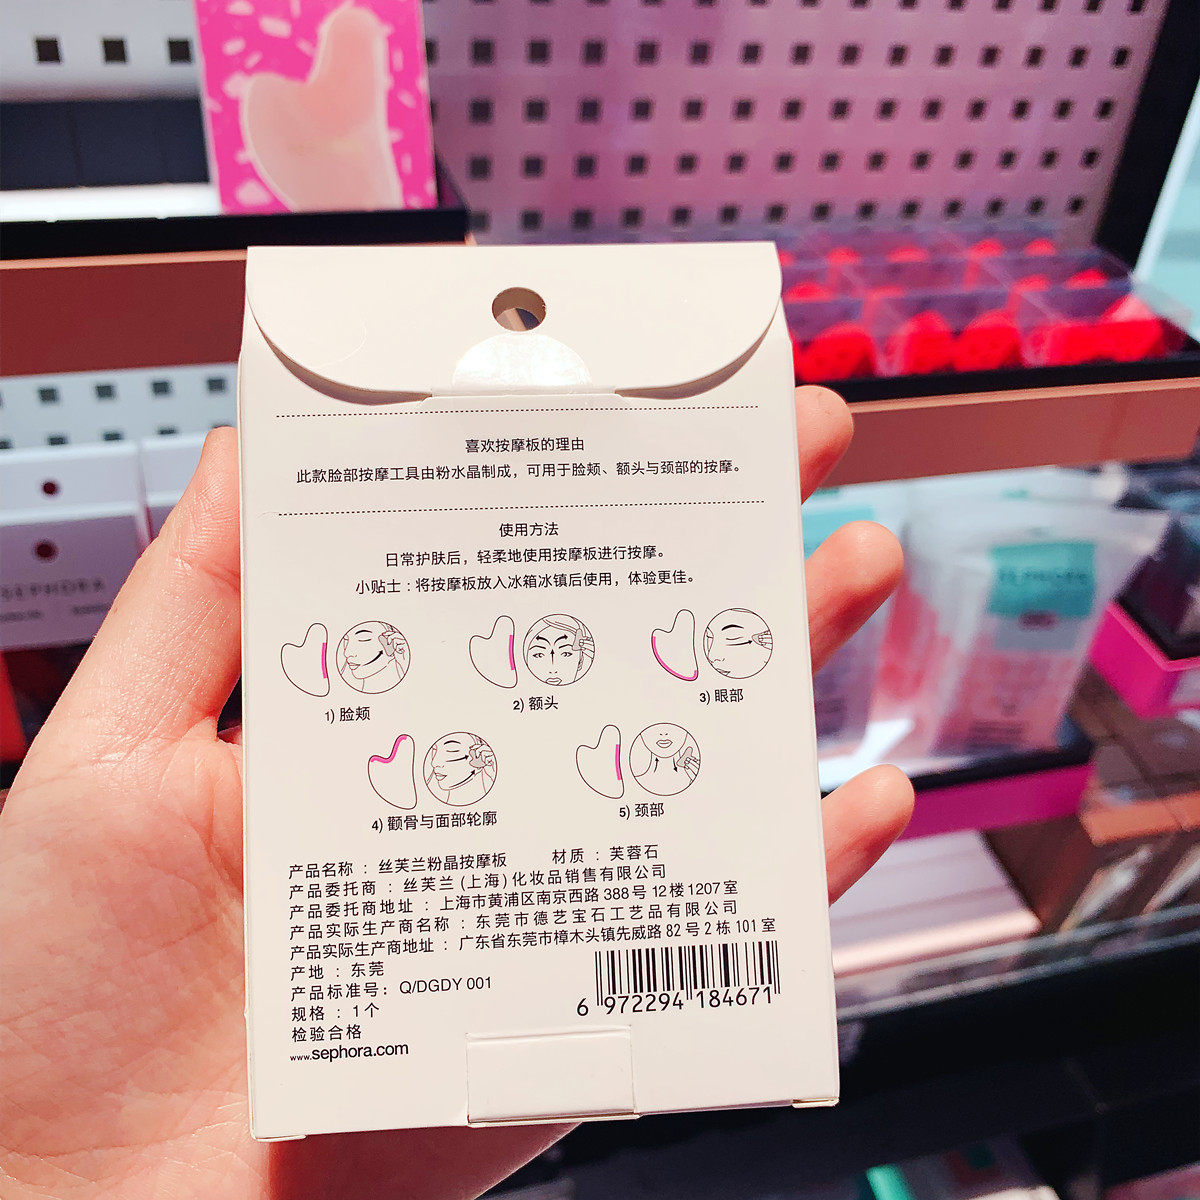 喜欢按摩板的理由
此款脸部按摩工具由粉水晶制成，可用于脸颊、额头与颈部的按摩。
使用方法
日常护肤后，轻柔地使用按摩板进行按摩。
小贴士：将按摩板放入冰箱冰镇后使用，体验更佳。
1) 脸颊
2) 额头
3) 眼部
4) 颧骨与面部轮廓
5) 颈部
产品名称：丝芙兰粉晶按摩板 材质：芙蓉石
产品委托商：丝芙兰(上海)化妆品销售有限公司
产品委托商地址：上海市黄浦区南京西路388号12楼1207室
产品实际生产商名称：东莞市德艺宝石工艺品有限公司
产品实际生产商地址：广东省东莞市樟木头镇先威路82号2栋101室
产地：东莞
产品标准号：Q/DGDY 001
规格：1个
检验合格
www.sephora.com
6 972294 184671
SEPHORA
SEPHORA